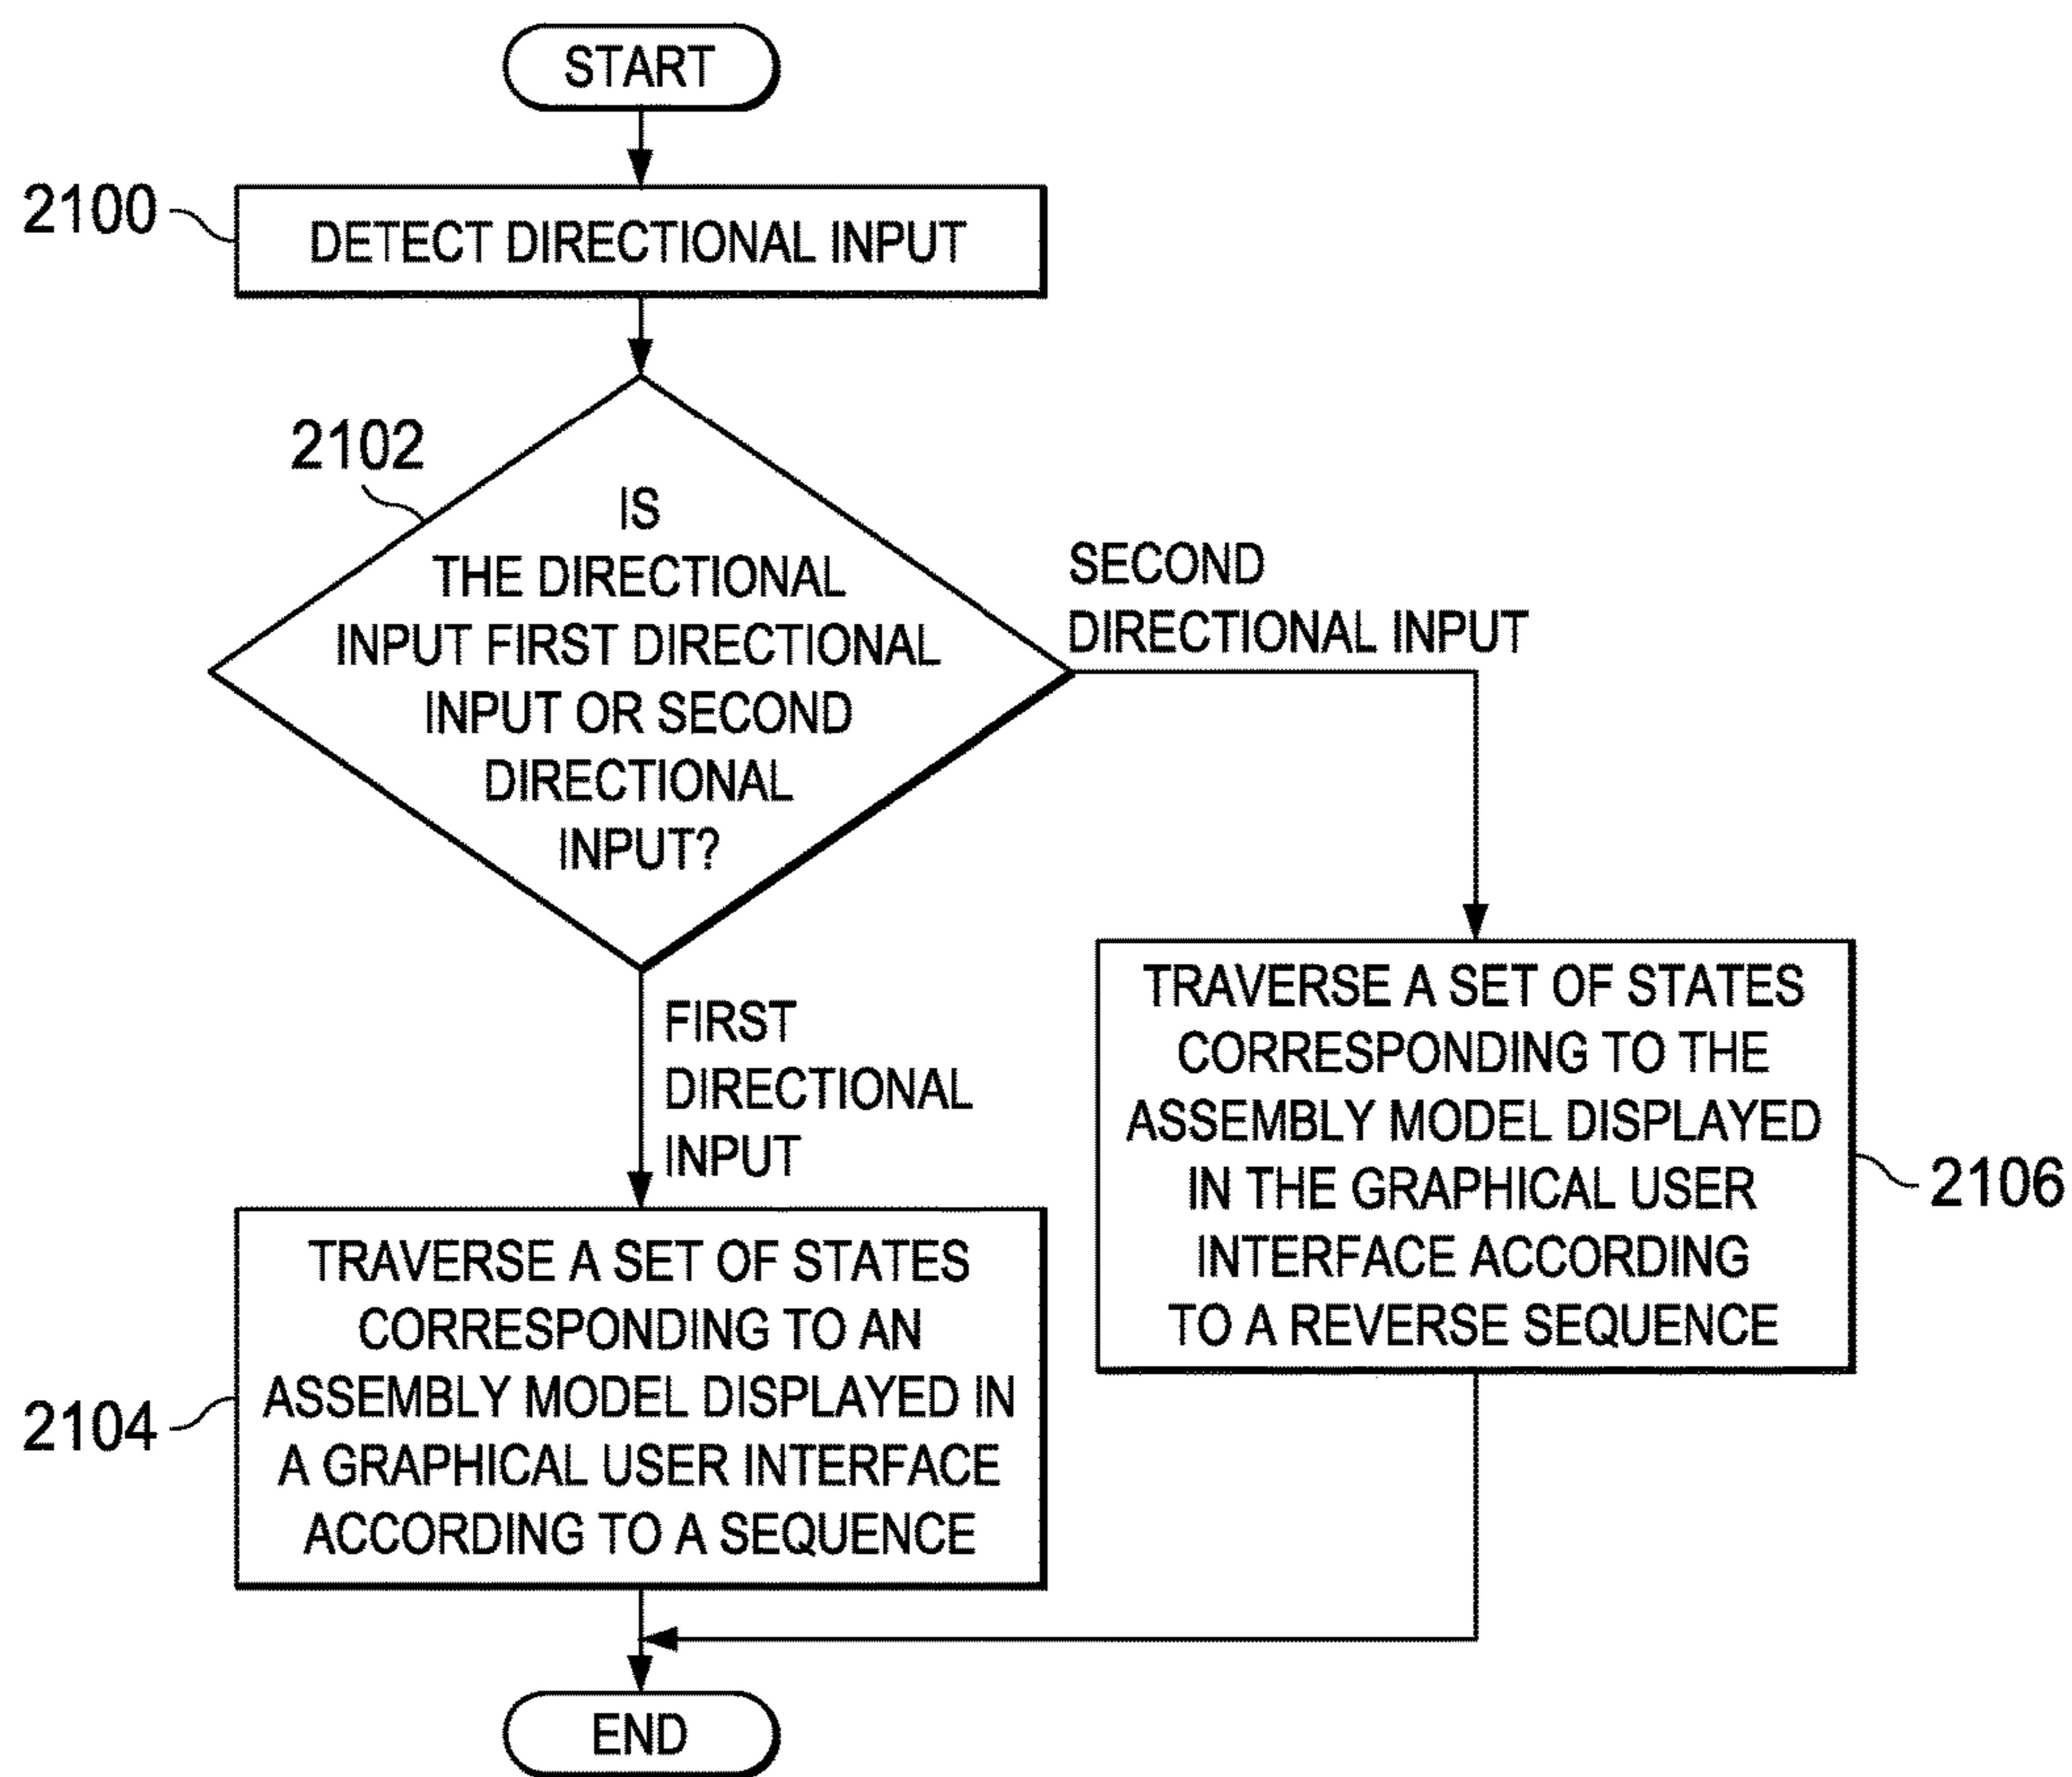 START
2100
DETECT DIRECTIONAL INPUT
2102
IS
THE DIRECTIONAL
INPUT FIRST DIRECTIONAL
INPUT OR SECOND
DIRECTIONAL
INPUT?
SECOND
DIRECTIONAL INPUT
FIRST
DIRECTIONAL
INPUT
TRAVERSE A SET OF STATES
CORRESPONDING TO THE
ASSEMBLY MODEL DISPLAYED
IN THE GRAPHICAL USER
INTERFACE ACCORDING
TO A REVERSE SEQUENCE
2106
TRAVERSE A SET OF STATES
CORRESPONDING TO AN
ASSEMBLY MODEL DISPLAYED IN
A GRAPHICAL USER INTERFACE
ACCORDING TO A SEQUENCE
2104
END